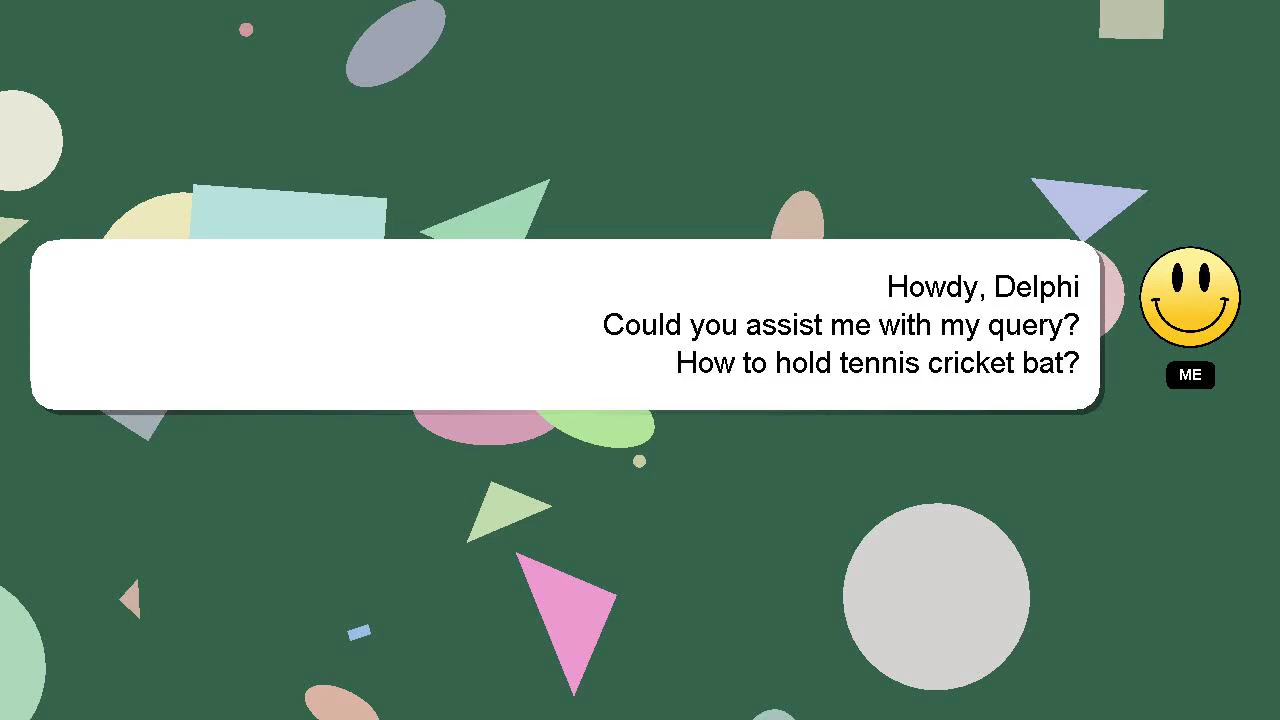 Howdy, Delphi
Could you assist me with my query?
How to hold tennis cricket bat?
ME